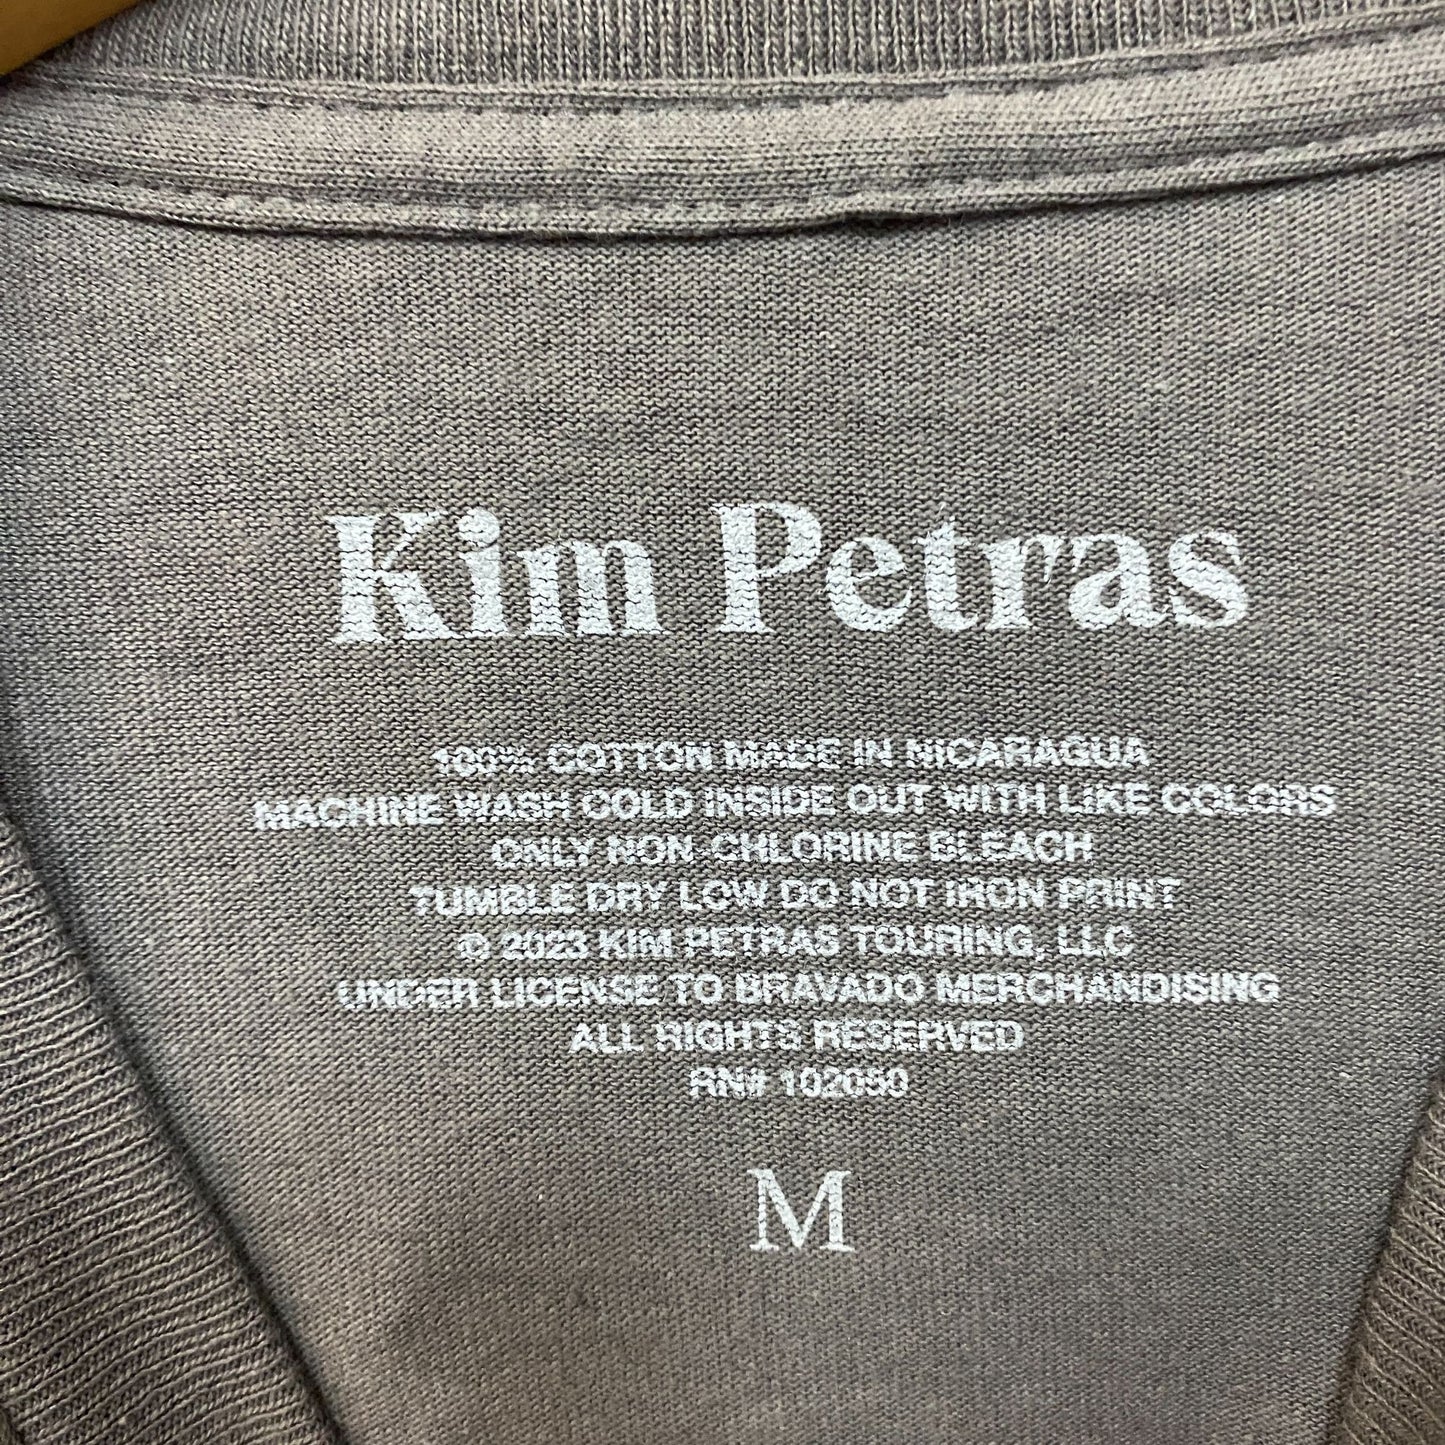 Kim Petras
100% COTTON MADE IN NICARAGUA
MACHINE WASH COLD INSIDE OUT WITH LIKE COLORS
ONLY NON-CHLORINE BLEACH
TUMBLE DRY LOW DO NOT IRON PRINT
© 2023 KIM PETRAS TOURING, LLC
UNDER LICENSE TO BRAVADO MERCHANDISING
ALL RIGHTS RESERVED
RN# 102050
M